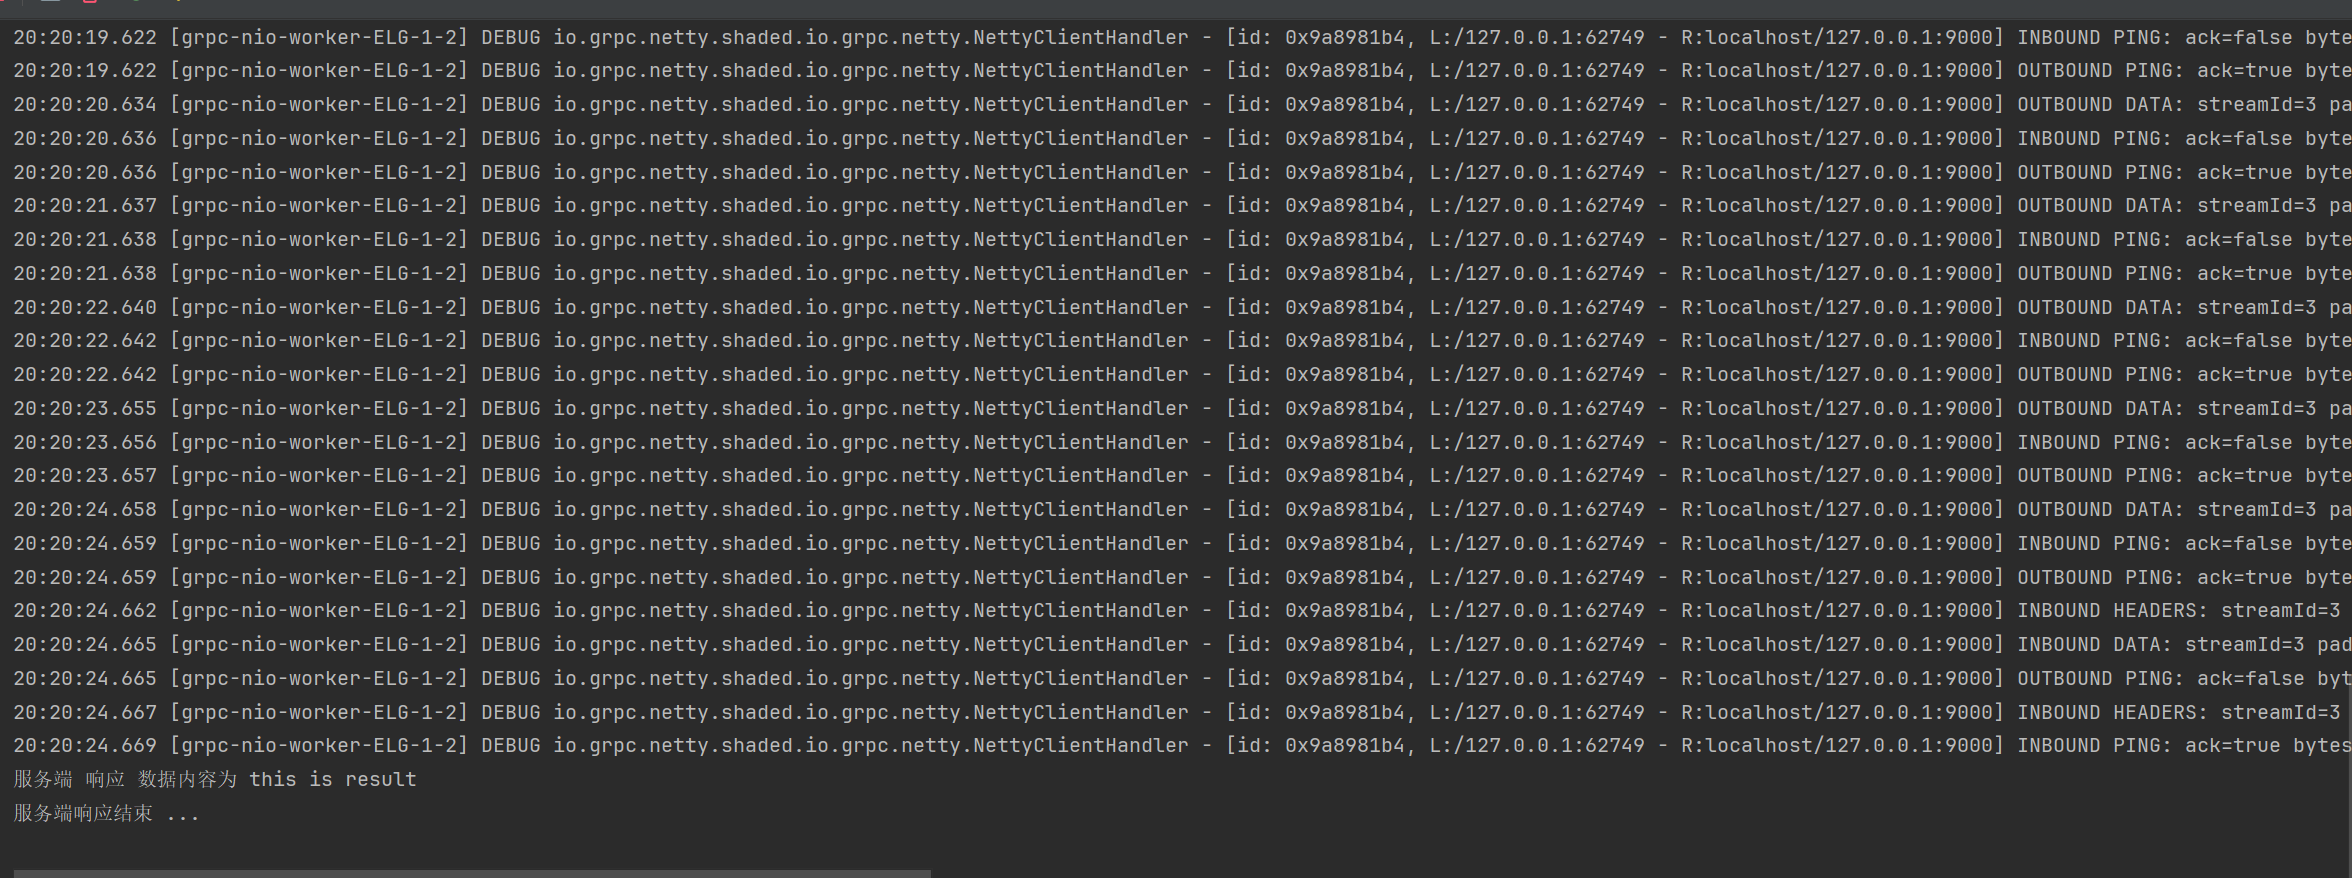 20:20:19.622 [grpc-nio-worker-ELG-1-2] DEBUG io.grpc.netty.shaded.io.grpc.netty.NettyClientHandler - [id: 0x9a8981b4, L:/127.0.0.1:62749 - R:localhost/127.0.0.1:9000] INBOUND PING: ack=false byte
20:20:19.622 [grpc-nio-worker-ELG-1-2] DEBUG io.grpc.netty.shaded.io.grpc.netty.NettyClientHandler - [id: 0x9a8981b4, L:/127.0.0.1:62749 - R:localhost/127.0.0.1:9000] OUTBOUND PING: ack=true byte
20:20:20.634 [grpc-nio-worker-ELG-1-2] DEBUG io.grpc.netty.shaded.io.grpc.netty.NettyClientHandler - [id: 0x9a8981b4, L:/127.0.0.1:62749 - R:localhost/127.0.0.1:9000] OUTBOUND DATA: streamId=3 pa
20:20:20.636 [grpc-nio-worker-ELG-1-2] DEBUG io.grpc.netty.shaded.io.grpc.netty.NettyClientHandler - [id: 0x9a8981b4, L:/127.0.0.1:62749 - R:localhost/127.0.0.1:9000] INBOUND PING: ack=false byte
20:20:20.636 [grpc-nio-worker-ELG-1-2] DEBUG io.grpc.netty.shaded.io.grpc.netty.NettyClientHandler - [id: 0x9a8981b4, L:/127.0.0.1:62749 - R:localhost/127.0.0.1:9000] OUTBOUND PING: ack=true byte
20:20:21.637 [grpc-nio-worker-ELG-1-2] DEBUG io.grpc.netty.shaded.io.grpc.netty.NettyClientHandler - [id: 0x9a8981b4, L:/127.0.0.1:62749 - R:localhost/127.0.0.1:9000] OUTBOUND DATA: streamId=3 pa
20:20:21.638 [grpc-nio-worker-ELG-1-2] DEBUG io.grpc.netty.shaded.io.grpc.netty.NettyClientHandler - [id: 0x9a8981b4, L:/127.0.0.1:62749 - R:localhost/127.0.0.1:9000] INBOUND PING: ack=false byte
20:20:21.638 [grpc-nio-worker-ELG-1-2] DEBUG io.grpc.netty.shaded.io.grpc.netty.NettyClientHandler - [id: 0x9a8981b4, L:/127.0.0.1:62749 - R:localhost/127.0.0.1:9000] OUTBOUND PING: ack=true byte
20:20:22.640 [grpc-nio-worker-ELG-1-2] DEBUG io.grpc.netty.shaded.io.grpc.netty.NettyClientHandler - [id: 0x9a8981b4, L:/127.0.0.1:62749 - R:localhost/127.0.0.1:9000] OUTBOUND DATA: streamId=3 pa
20:20:22.642 [grpc-nio-worker-ELG-1-2] DEBUG io.grpc.netty.shaded.io.grpc.netty.NettyClientHandler - [id: 0x9a8981b4, L:/127.0.0.1:62749 - R:localhost/127.0.0.1:9000] INBOUND PING: ack=false byte
20:20:22.642 [grpc-nio-worker-ELG-1-2] DEBUG io.grpc.netty.shaded.io.grpc.netty.NettyClientHandler - [id: 0x9a8981b4, L:/127.0.0.1:62749 - R:localhost/127.0.0.1:9000] OUTBOUND PING: ack=true byte
20:20:23.655 [grpc-nio-worker-ELG-1-2] DEBUG io.grpc.netty.shaded.io.grpc.netty.NettyClientHandler - [id: 0x9a8981b4, L:/127.0.0.1:62749 - R:localhost/127.0.0.1:9000] OUTBOUND DATA: streamId=3 pa
20:20:23.656 [grpc-nio-worker-ELG-1-2] DEBUG io.grpc.netty.shaded.io.grpc.netty.NettyClientHandler - [id: 0x9a8981b4, L:/127.0.0.1:62749 - R:localhost/127.0.0.1:9000] INBOUND PING: ack=false byte
20:20:23.657 [grpc-nio-worker-ELG-1-2] DEBUG io.grpc.netty.shaded.io.grpc.netty.NettyClientHandler - [id: 0x9a8981b4, L:/127.0.0.1:62749 - R:localhost/127.0.0.1:9000] OUTBOUND PING: ack=true byte
20:20:24.658 [grpc-nio-worker-ELG-1-2] DEBUG io.grpc.netty.shaded.io.grpc.netty.NettyClientHandler - [id: 0x9a8981b4, L:/127.0.0.1:62749 - R:localhost/127.0.0.1:9000] OUTBOUND DATA: streamId=3 pa
20:20:24.659 [grpc-nio-worker-ELG-1-2] DEBUG io.grpc.netty.shaded.io.grpc.netty.NettyClientHandler - [id: 0x9a8981b4, L:/127.0.0.1:62749 - R:localhost/127.0.0.1:9000] INBOUND PING: ack=false byte
20:20:24.659 [grpc-nio-worker-ELG-1-2] DEBUG io.grpc.netty.shaded.io.grpc.netty.NettyClientHandler - [id: 0x9a8981b4, L:/127.0.0.1:62749 - R:localhost/127.0.0.1:9000] OUTBOUND PING: ack=true byte
20:20:24.662 [grpc-nio-worker-ELG-1-2] DEBUG io.grpc.netty.shaded.io.grpc.netty.NettyClientHandler - [id: 0x9a8981b4, L:/127.0.0.1:62749 - R:localhost/127.0.0.1:9000] INBOUND HEADERS: streamId=3
20:20:24.665 [grpc-nio-worker-ELG-1-2] DEBUG io.grpc.netty.shaded.io.grpc.netty.NettyClientHandler - [id: 0x9a8981b4, L:/127.0.0.1:62749 - R:localhost/127.0.0.1:9000] INBOUND DATA: streamId=3 pad
20:20:24.665 [grpc-nio-worker-ELG-1-2] DEBUG io.grpc.netty.shaded.io.grpc.netty.NettyClientHandler - [id: 0x9a8981b4, L:/127.0.0.1:62749 - R:localhost/127.0.0.1:9000] OUTBOUND PING: ack=false byt
20:20:24.667 [grpc-nio-worker-ELG-1-2] DEBUG io.grpc.netty.shaded.io.grpc.netty.NettyClientHandler - [id: 0x9a8981b4, L:/127.0.0.1:62749 - R:localhost/127.0.0.1:9000] INBOUND HEADERS: streamId=3
20:20:24.669 [grpc-nio-worker-ELG-1-2] DEBUG io.grpc.netty.shaded.io.grpc.netty.NettyClientHandler - [id: 0x9a8981b4, L:/127.0.0.1:62749 - R:localhost/127.0.0.1:9000] INBOUND PING: ack=true bytes
服务端 响应 数据内容为 this is result
服务端响应结束 ...